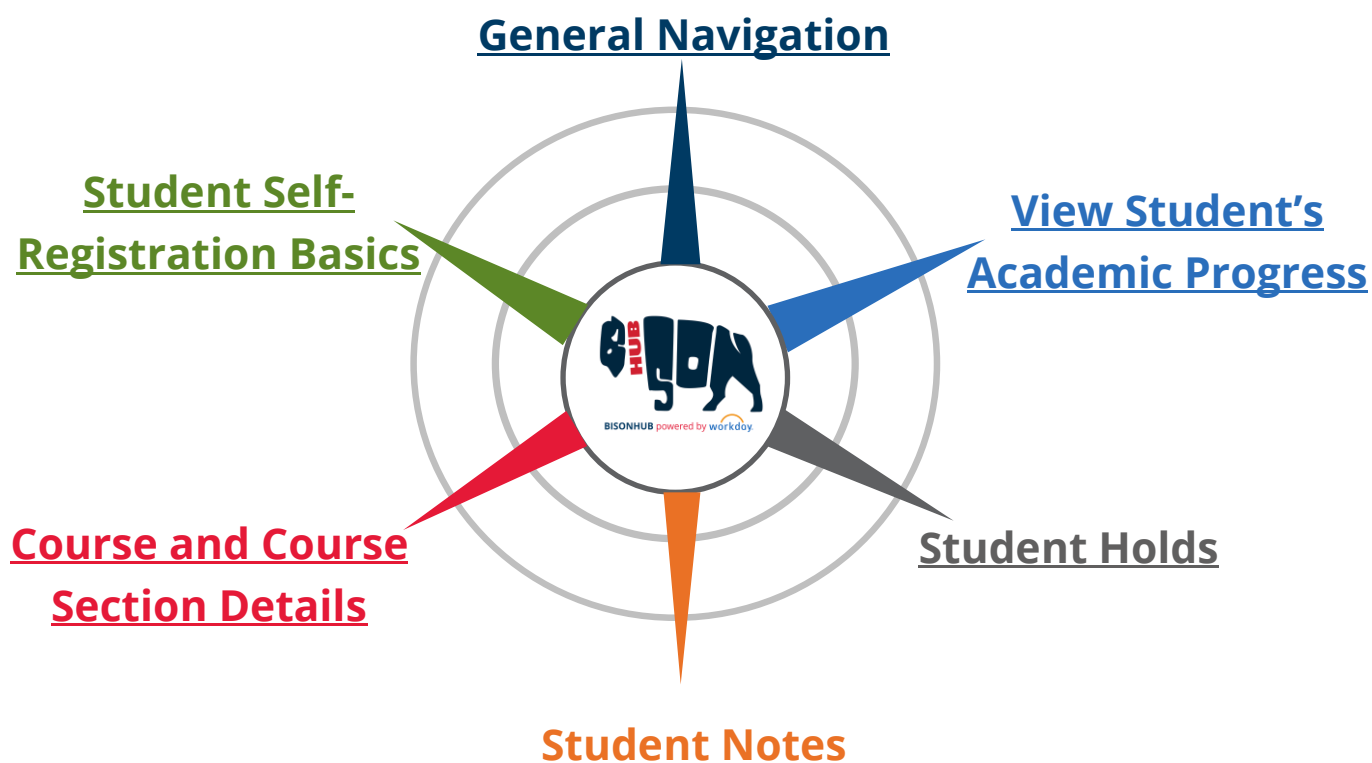 General Navigation
Student Self-
Registration Basics
View Student’s
Academic Progress
BISON
HUB
BISONHUB powered by workday.
Course and Course
Section Details
Student Holds
Student Notes